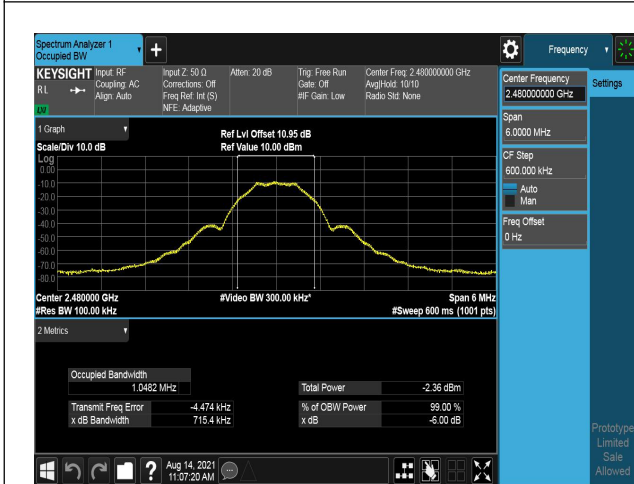 Spectrum Analyzer 1
Occupied BW
+
Frequency
KEYSIGHT
RL
Input: RF
Coupling: AC
Align: Auto
Input Z: 50 Ω
Corrections: Off
Freq Ref: Int (S)
NFE: Adaptive
Atten: 20 dB
Trig: Free Run
Gate: Off
#IF Gain: Low
Center Freq: 2.480000000 GHz
Avg|Hold: 10/10
Radio Std: None
Center Frequency
2.480000000 GHz
Settings
Span
6.0000 MHz
CF Step
600.000 kHz
Auto
Man
Freq Offset
0 Hz
1 Graph
Scale/Div 10.0 dB
Ref Lvl Offset 10.95 dB
Ref Value 10.00 dBm
Log
0.00
-10.0
-20.0
-30.0
-40.0
-50.0
-60.0
-70.0
-80.0
Center 2.480000 GHz
#Res BW 100.00 kHz
#Video BW 300.00 kHz*
Span 6 MHz
#Sweep 600 ms (1001 pts)
2 Metrics
Occupied Bandwidth
1.0482 MHz
Total Power -2.36 dBm
Transmit Freq Error -4.474 kHz
% of OBW Power 99.00 %
x dB Bandwidth 715.4 kHz
x dB -6.00 dB
Prototype
Limited
Sale
Allowed
?
Aug 14, 2021
11:07:20 AM